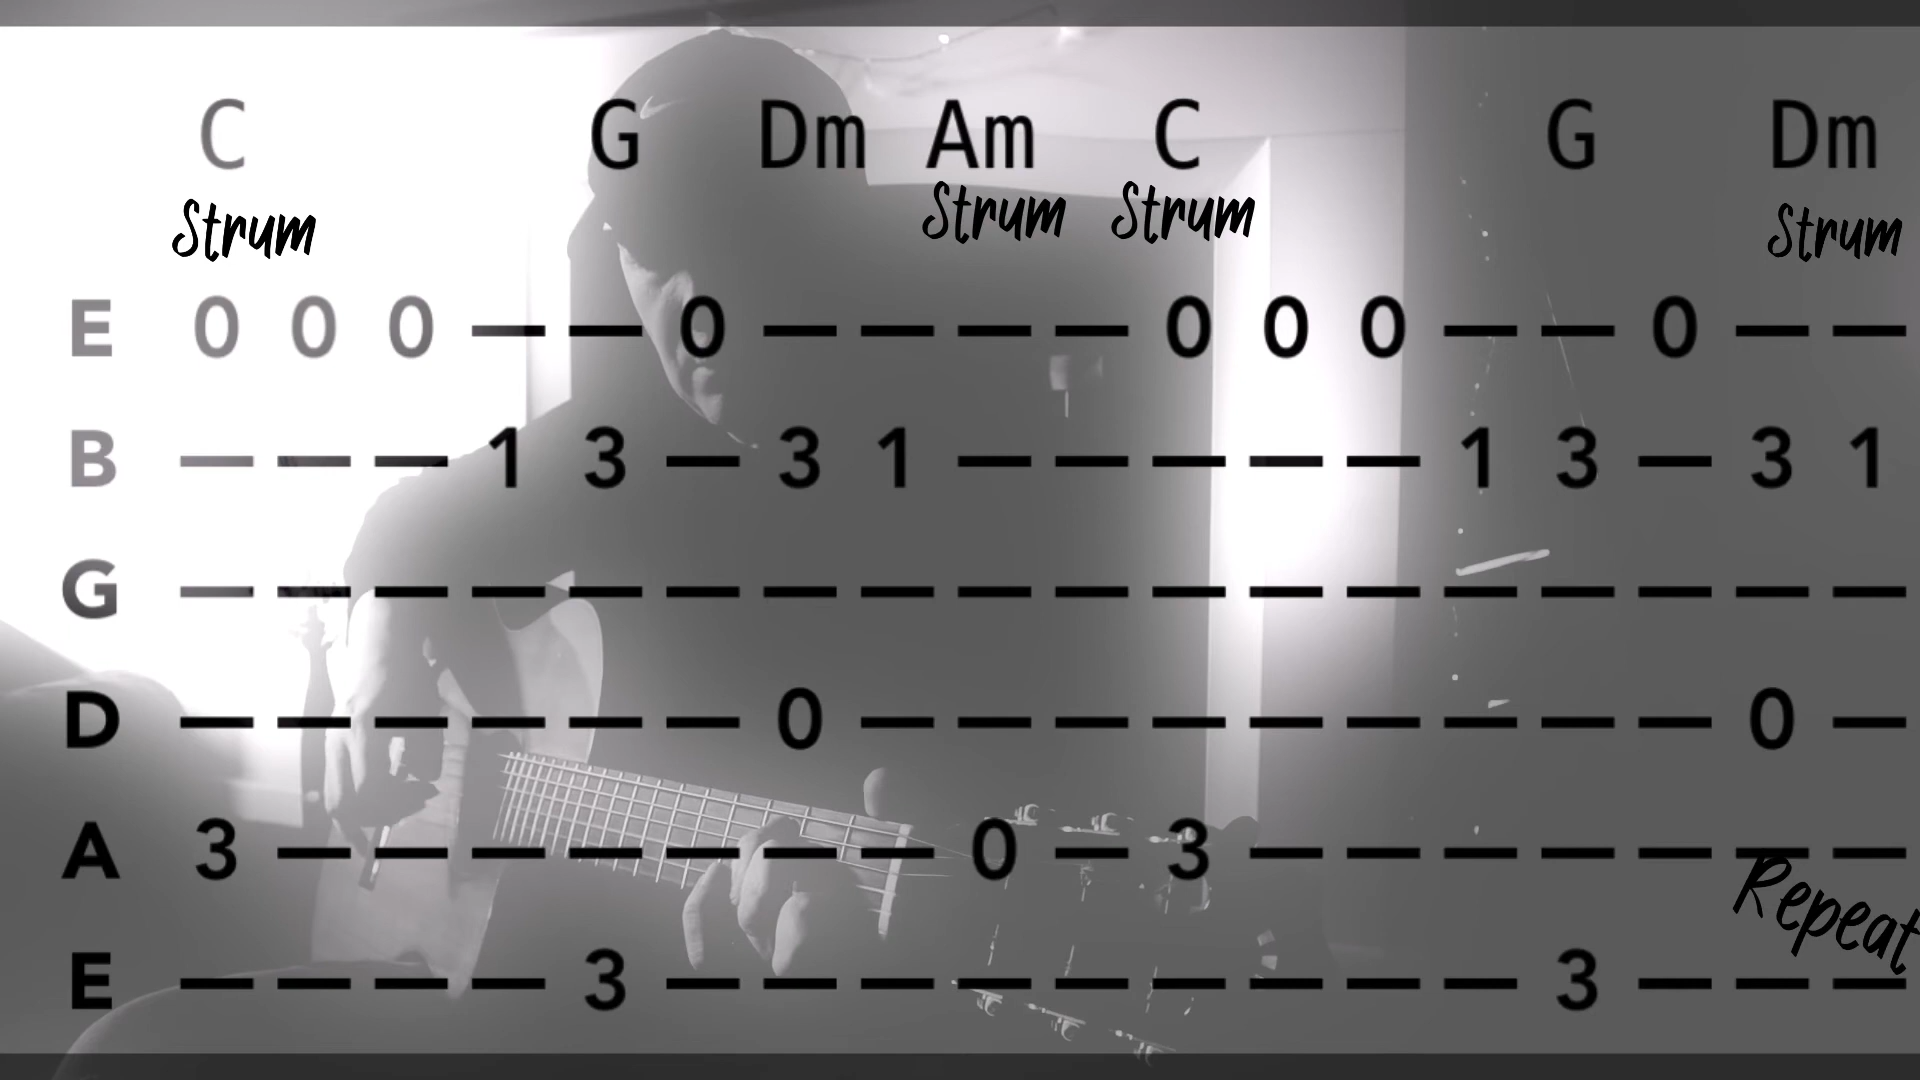 C G Dm Am C G Dm
Strum Strum Strum Strum
E 0 0 0 — — 0 — — — — 0 0 0 — — 0 — —
B — — — 1 3 — 3 1 — — — — — 1 3 — 3 1
G — — — — — — — — — — — — — — — — — —
D — — — — — — 0 — — — — — — — — — 0 —
A 3 — — — — — — — 0 — 3 — — — — — — —
Repeat
E — — — — 3 — — — — — — — — — 3 — — —